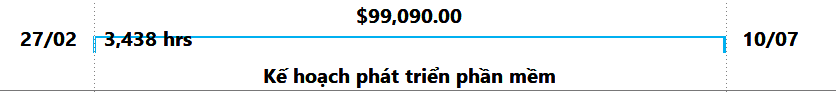 $99,090.00
27/02 3,438 hrs 10/07
Kế hoạch phát triển phần mềm